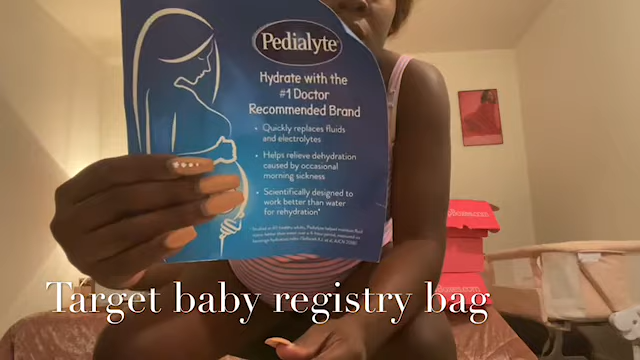 Pedialyte
Hydrate with the
#1 Doctor
Recommended Brand
• Quickly replaces fluids
and electrolytes
• Helps relieve dehydration
caused by occasional
morning sickness
• Scientifically designed to
work better than water
for rehydration*
Target baby registry bag